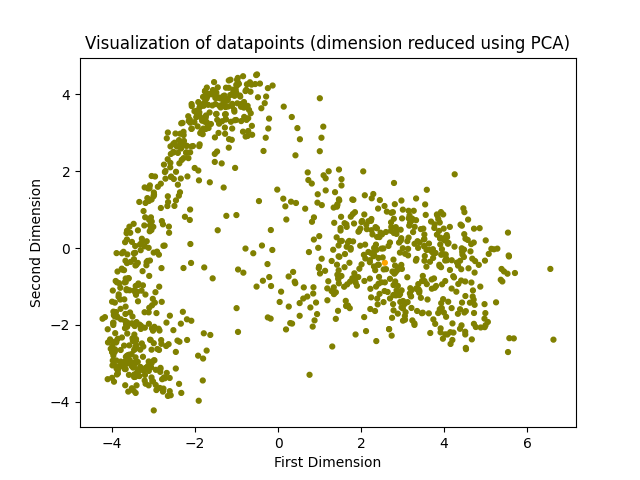 Visualization of datapoints (dimension reduced using PCA)
4
2
0
−2
−4
Second Dimension
−4 −2 0 2 4 6
First Dimension